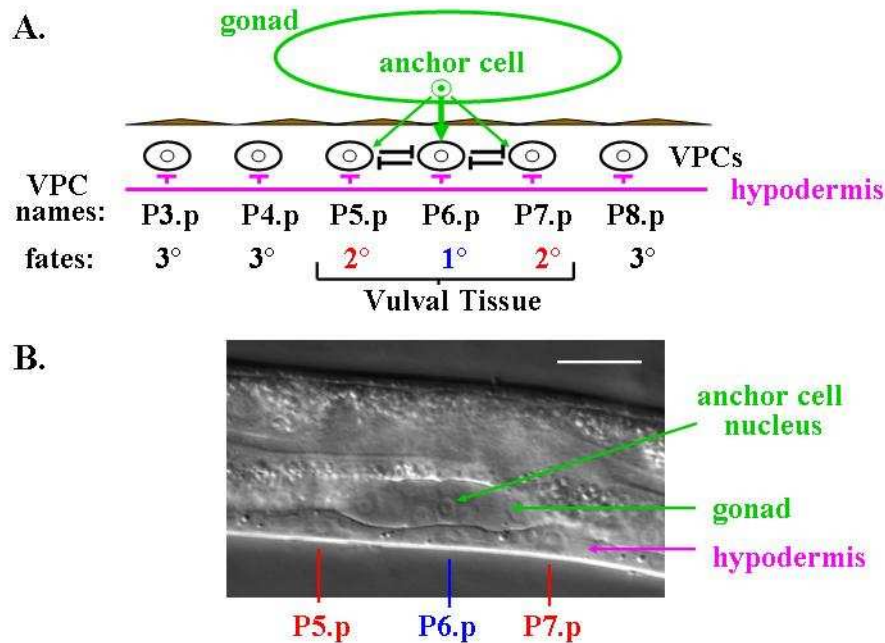 A.
gonad
anchor cell
VPCs
VPC
names:
hypodermis
P3.p P4.p P5.p P6.p P7.p P8.p
fates: 3° 3° 2° 1° 2° 3°
Vulval Tissue
B.
anchor cell
nucleus
gonad
hypodermis
P5.p P6.p P7.p